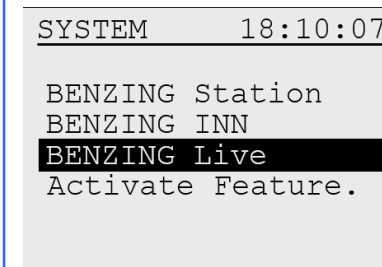 SYSTEM 18:10:07
BENZING Station
BENZING INN
BENZING Live
Activate Feature.